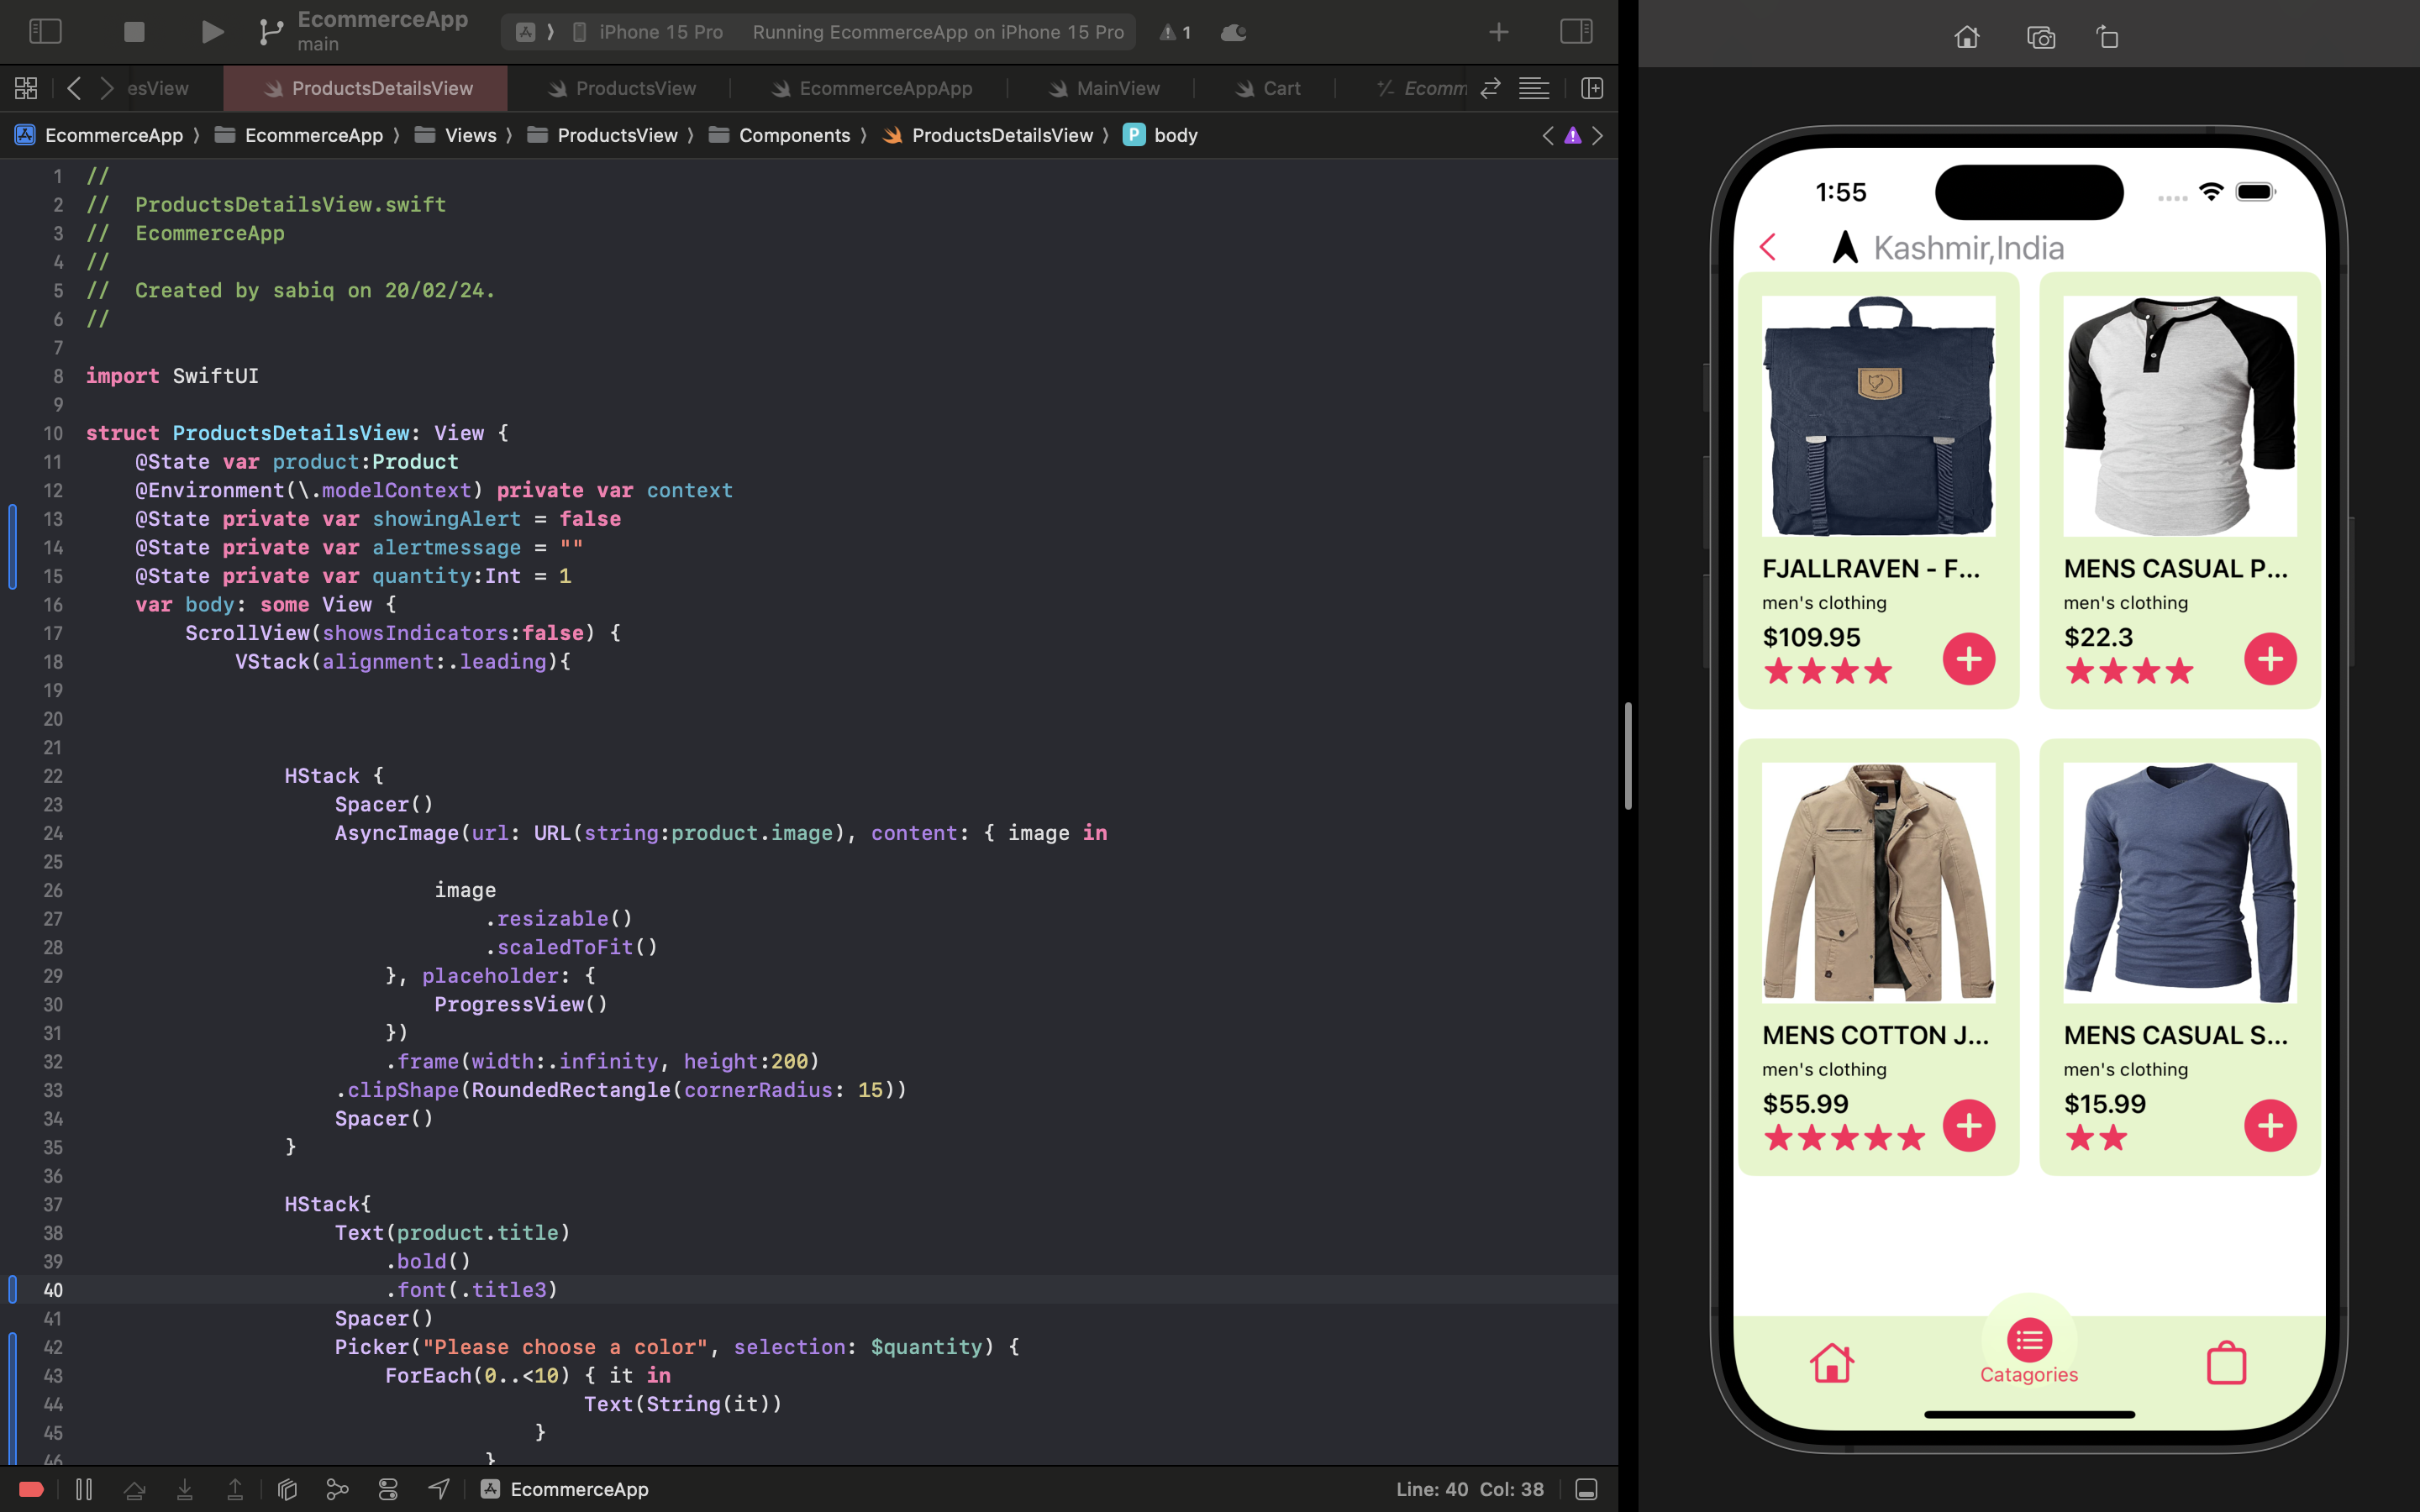 EcommerceApp
main
iPhone 15 Pro
Running EcommerceApp on iPhone 15 Pro
1
esView
ProductsDetailsView
ProductsView
EcommerceAppApp
MainView
Cart
Ecomm
EcommerceApp
EcommerceApp
Views
ProductsView
Components
ProductsDetailsView
P
body
1 //
2 //  ProductsDetailsView.swift
3 //  EcommerceApp
4 //
5 //  Created by sabiq on 20/02/24.
6 //
7
8 import SwiftUI
9
10 struct ProductsDetailsView: View {
11     @State var product:Product
12     @Environment(\.modelContext) private var context
13     @State private var showingAlert = false
14     @State private var alertmessage = ""
15     @State private var quantity:Int = 1
16     var body: some View {
17         ScrollView(showsIndicators:false) {
18             VStack(alignment:.leading){
19
20
21
22                 HStack {
23                     Spacer()
24                     AsyncImage(url: URL(string:product.image), content: { image in
25
26                             image
27                                 .resizable()
28                                 .scaledToFit()
29                         }, placeholder: {
30                             ProgressView()
31                         })
32                         .frame(width:.infinity, height:200)
33                     .clipShape(RoundedRectangle(cornerRadius: 15))
34                     Spacer()
35                 }
36
37                 HStack{
38                     Text(product.title)
39                         .bold()
40                         .font(.title3)
41                     Spacer()
42                     Picker("Please choose a color", selection: $quantity) {
43                         ForEach(0..<10) { it in
44                                         Text(String(it))
45                                     }
46                                 }
EcommerceApp
Line: 40 Col: 38
1:55
Kashmir,India
FJALLRAVEN - F...
men's clothing
$109.95
MENS CASUAL P...
men's clothing
$22.3
MENS COTTON J...
men's clothing
$55.99
MENS CASUAL S...
men's clothing
$15.99
Catagories